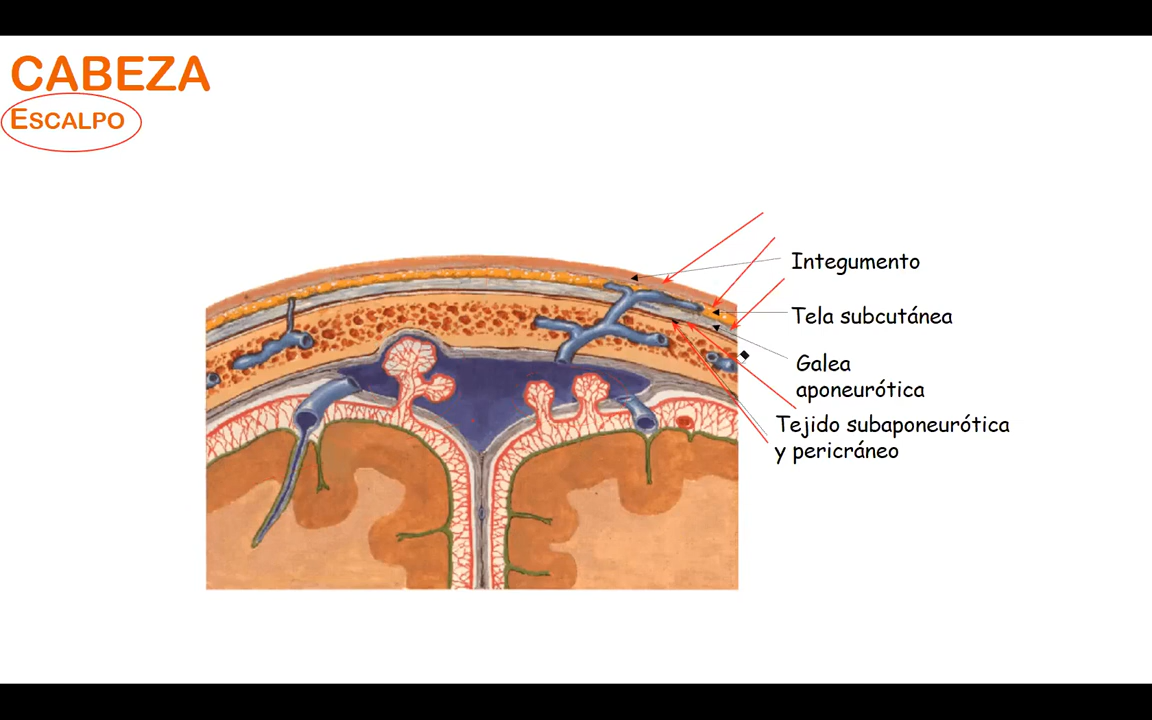 CABEZA
ESCALPO
Integumento
Tela subcutánea
Galea
aponeurótica
Tejido subaponeurótica
y pericráneo